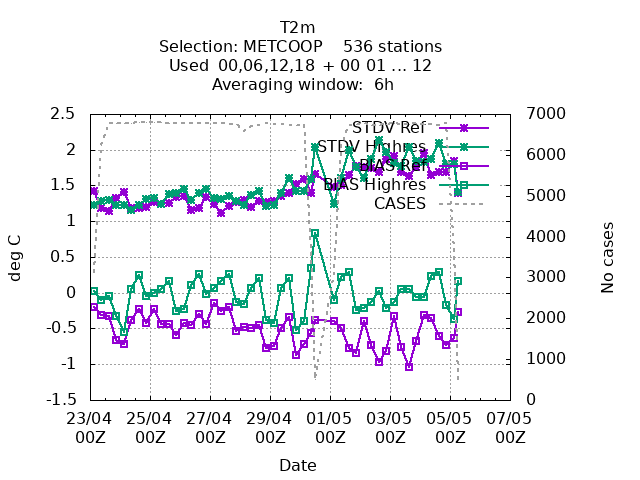 T2m
Selection: METCOOP    536 stations
Used  00,06,12,18  + 00 01 ... 12
Averaging window:  6h
2.5
2
1.5
1
0.5
0
-0.5
-1
-1.5
7000
6000
5000
4000
3000
2000
1000
0
deg C
No cases
STDV Ref
STDV Highres
BIAS Ref
BIAS Highres
CASES
23/04 25/04 27/04 29/04 01/05 03/05 05/05 07/05
00Z 00Z 00Z 00Z 00Z 00Z 00Z 00Z
Date